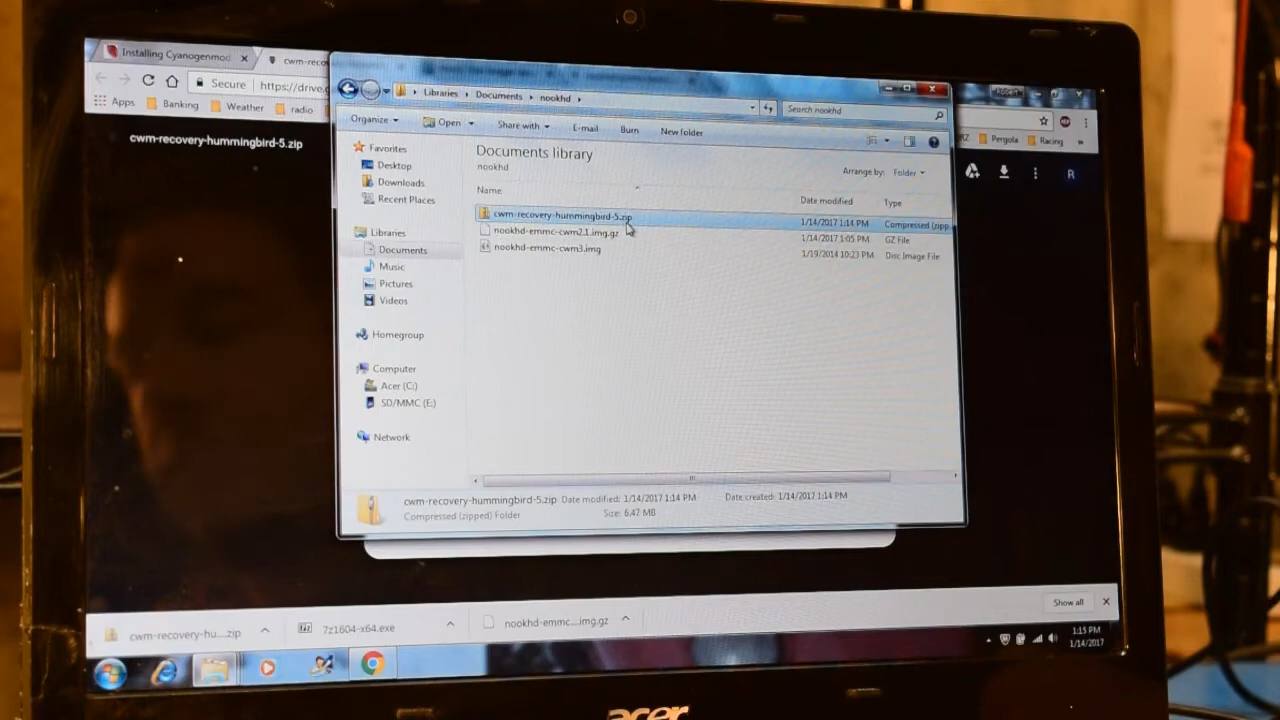 Installing Cyanogenmod
cwm-reco
Secure
https://drive.
Apps
Banking
Weather
radio
Pergola
Racing
»
cwm-recovery-hummingbird-5.zip
R
Libraries
Documents
nookhd
Search nookhd
Organize
Open
Share with
E-mail
Burn
New folder
Favorites
Desktop
Downloads
Recent Places
Libraries
Documents
Music
Pictures
Videos
Homegroup
Computer
Acer (C:)
SD/MMC (E:)
Network
Documents library
nookhd
Arrange by: Folder
Name
Date modified
Type
cwm-recovery-hummingbird-5.zip
1/14/2017 1:14 PM
Compressed (zipp
nookhd-emmc-cwm2.1.img.gz
1/14/2017 1:05 PM
GZ File
nookhd-emmc-cwm3.img
1/19/2014 10:23 PM
Disc Image File
cwm-recovery-hummingbird-5.zip Date modified: 1/14/2017 1:14 PM Date created: 1/14/2017 1:14 PM
Compressed (zipped) Folder Size: 6.47 MB
cwm-recovery-hu....zip
7z1604-x64.exe
nookhd-emmc....img.gz
Show all
1:15 PM
1/14/2017
acer